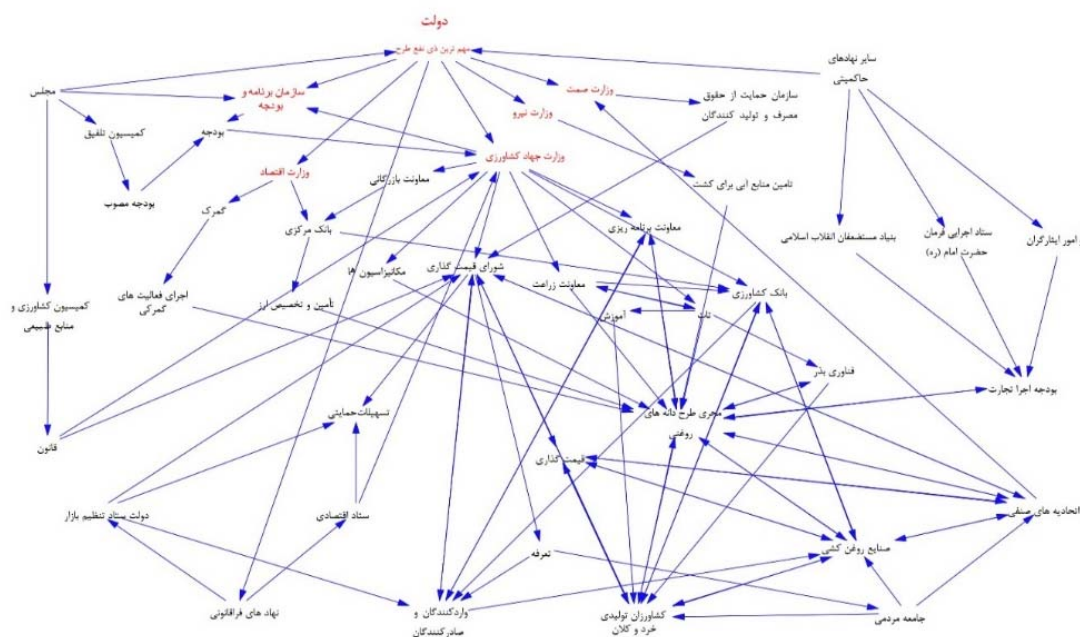 دولت
مهم ترین ذی نفع طرح
سایر نهادهای
حاکمیتی
مجلس
سازمان برنامه و
بودجه
وزارت صمت
سازمان حمایت از حقوق
مصرف و تولید کنندگان
وزارت نیرو
کمیسیون تلفیق
بودجه
وزارت جهاد کشاورزی
وزارت اقتصاد
معاونت بازرگانی
تامین منابع آبی برای کشت
بودجه مصوب
گمرک
بانک مرکزی
معاونت برنامه ریزی
بنیاد مستضعفان انقلاب اسلامی
ستاد اجرایی فرمان
حضرت امام (ره)
امور ایثارگران
مکانیزاسیون ها
شورای قیمت گذاری
معاونت زراعت
بانک کشاورزی
کمیسیون کشاورزی و
منابع طبیعی
اجرای فعالیت های
گمرکی
تأمین و تخصیص ارز
آموزش
تات
فناوری بذر
بودجه اجرا تجارت
تسهیلات حمایتی
مجری طرح دانه های
روغنی
قانون
قیمت گذاری
دولت ستاد تنظیم بازار
ستاد اقتصادی
اتحادیه های صنفی
تعرفه
صنایع روغن کشی
نهاد های فراقانونی
واردکنندگان و
صادرکنندگان
کشاورزان تولیدی
خرد و کلان
جامعه مردمی